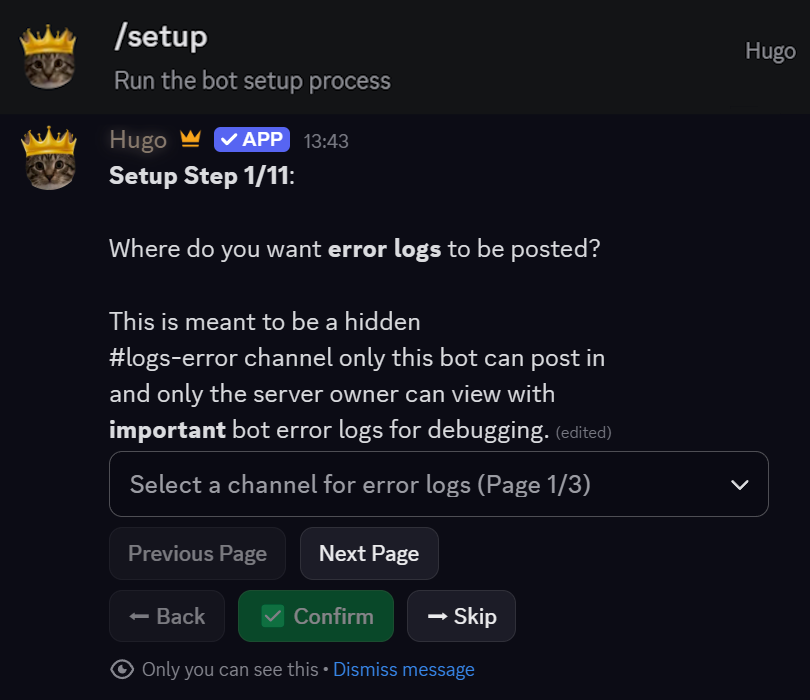 /setup
Run the bot setup process
Hugo
Hugo APP 13:43
Setup Step 1/11:
Where do you want error logs to be posted?
This is meant to be a hidden
#logs-error channel only this bot can post in
and only the server owner can view with
important bot error logs for debugging. (edited)
Select a channel for error logs (Page 1/3)
Previous Page Next Page
← Back Confirm → Skip
Only you can see this • Dismiss message